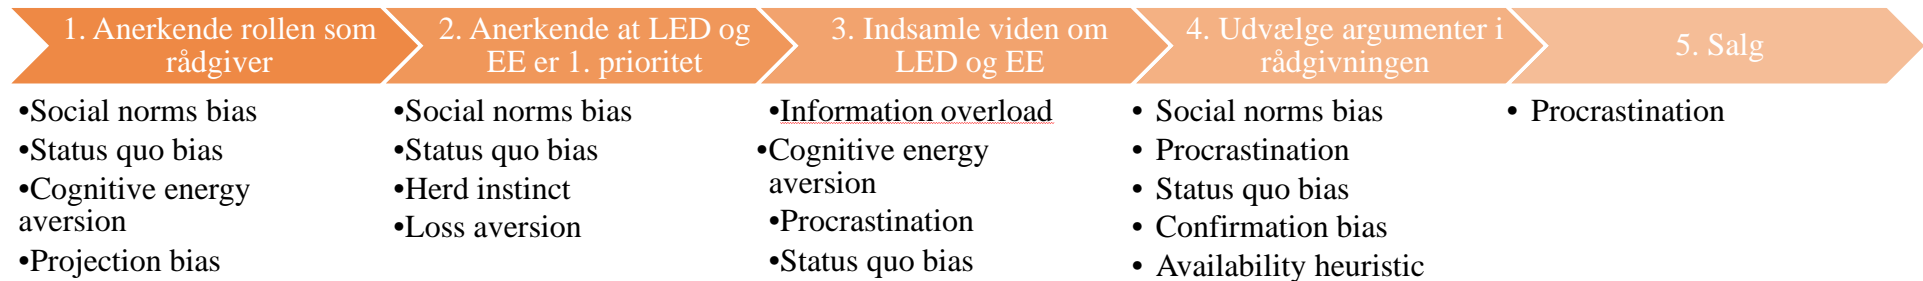 1. Anerkende rollen som
rådgiver
2. Anerkende at LED og
EE er 1. prioritet
3. Indsamle viden om
LED og EE
4. Udvælge argumenter i
rådgivningen
5. Salg
•Social norms bias
•Status quo bias
•Cognitive energy
aversion
•Projection bias
•Social norms bias
•Status quo bias
•Herd instinct
•Loss aversion
•Information overload
•Cognitive energy
aversion
•Procrastination
•Status quo bias
• Social norms bias
• Procrastination
• Status quo bias
• Confirmation bias
• Availability heuristic
• Procrastination